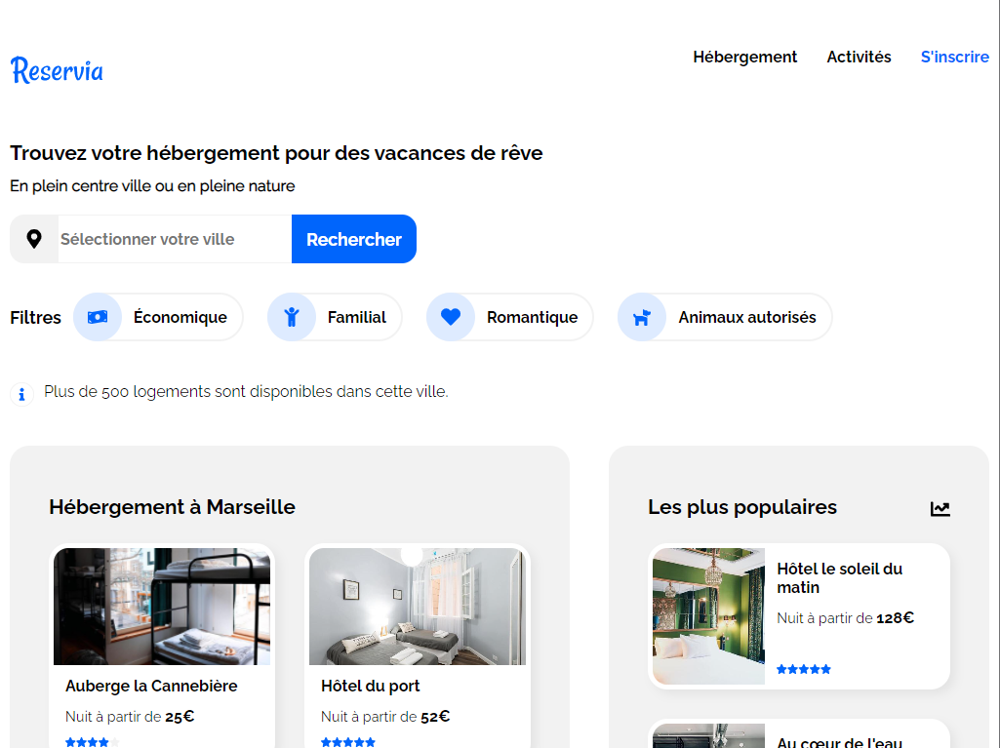 Reservia
Hébergement
Activités
S'inscrire
Trouvez votre hébergement pour des vacances de rêve
En plein centre ville ou en pleine nature
Sélectionner votre ville
Rechercher
Filtres
Économique
Familial
Romantique
Animaux autorisés
Plus de 500 logements sont disponibles dans cette ville.
Hébergement à Marseille
Auberge la Cannebière
Nuit à partir de 25€
Hôtel du port
Nuit à partir de 52€
Les plus populaires
Hôtel le soleil du
matin
Nuit à partir de 128€
Au cœur de l'eau